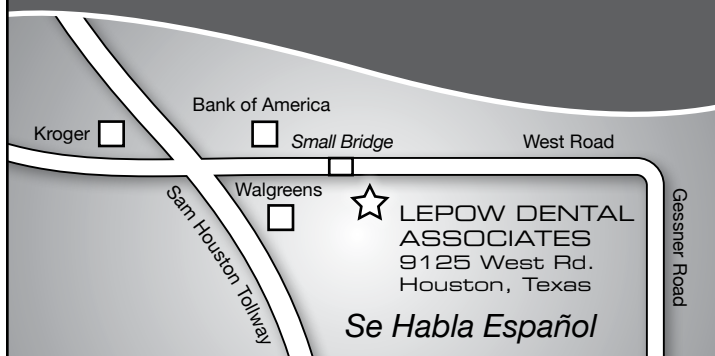 Bank of America
Kroger
Small Bridge
West Road
Walgreens
Sam Houston Tollway
Gessner Road
LEPOW DENTAL
ASSOCIATES
9125 West Rd.
Houston, Texas
Se Habla Español